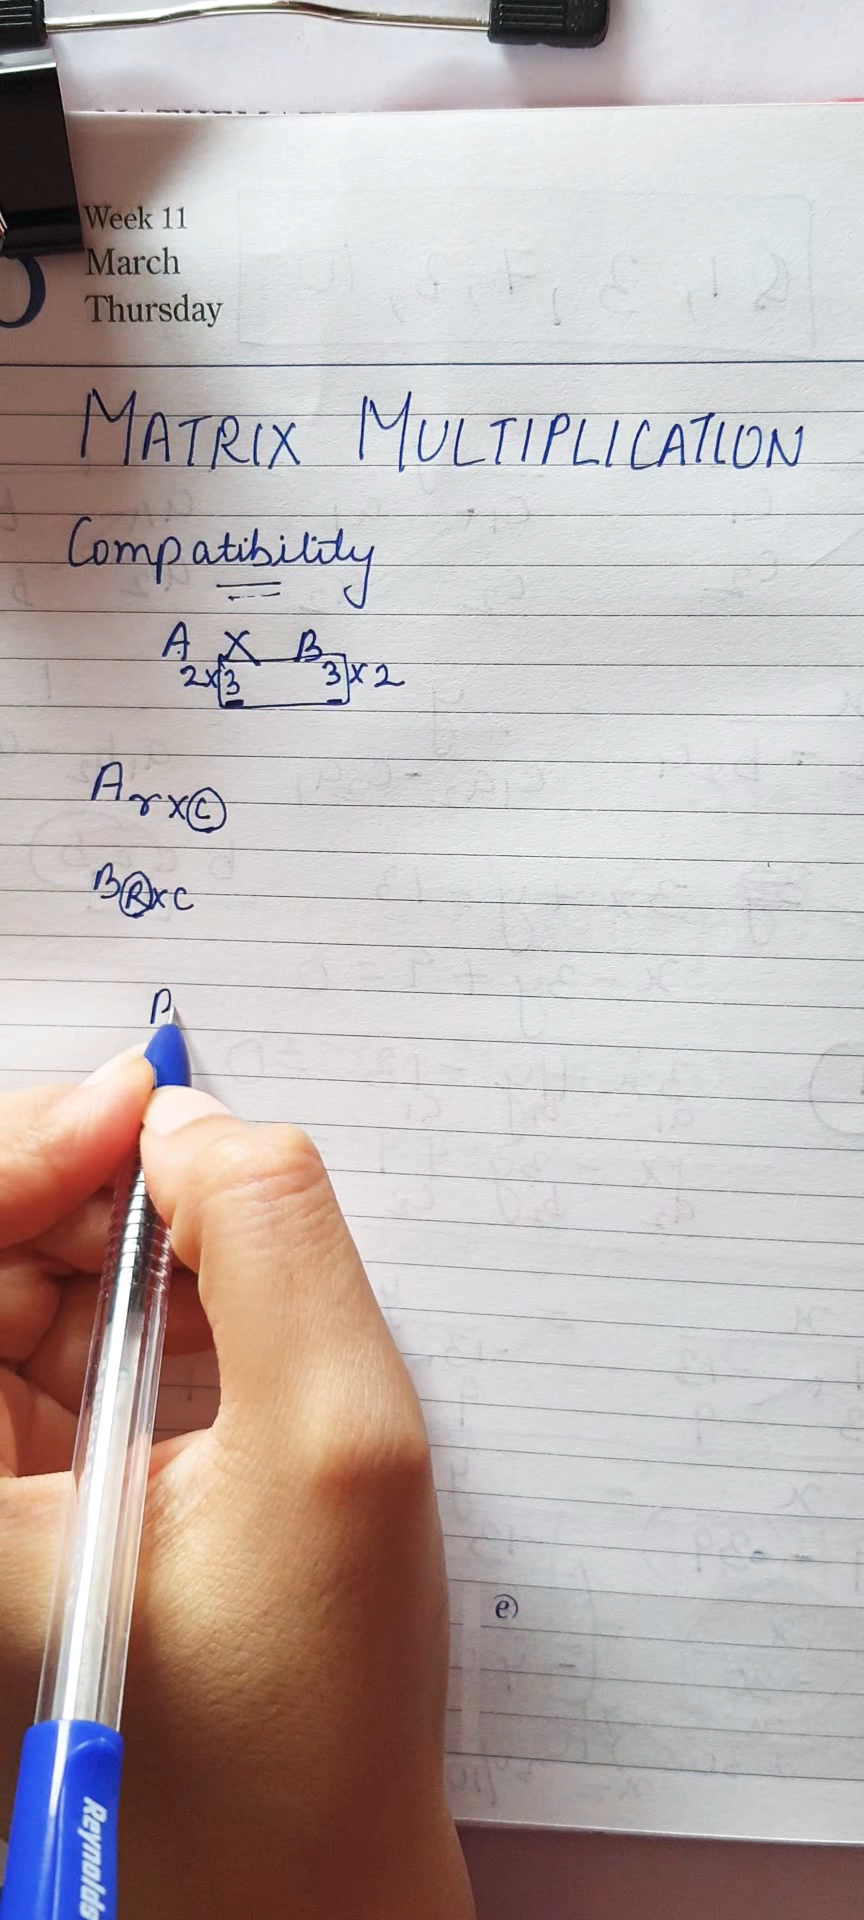 Week 11
March
Thursday
MATRIX MULTIPLICATION
Compatibility
A X B
2x3 3x2
Arxc
BRxc
e)
Reynolds